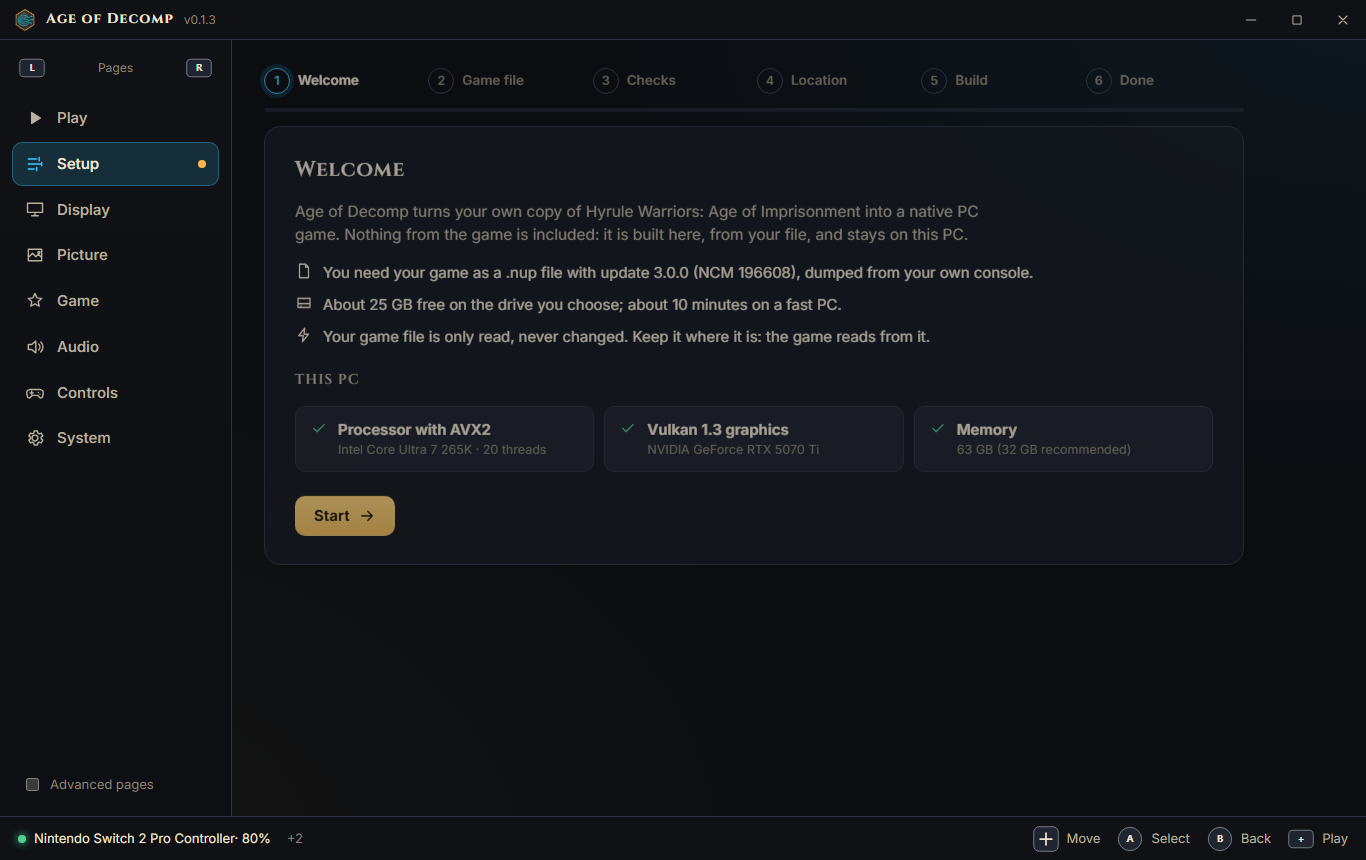 Age of Decomp v0.1.3
L Pages R
Play
Setup
Display
Picture
Game
Audio
Controls
System
Advanced pages
1 Welcome
2 Game file
3 Checks
4 Location
5 Build
6 Done
Welcome
Age of Decomp turns your own copy of Hyrule Warriors: Age of Imprisonment into a native PC
game. Nothing from the game is included: it is built here, from your file, and stays on this PC.
You need your game as a .nup file with update 3.0.0 (NCM 196608), dumped from your own console.
About 25 GB free on the drive you choose; about 10 minutes on a fast PC.
Your game file is only read, never changed. Keep it where it is: the game reads from it.
THIS PC
Processor with AVX2
Intel Core Ultra 7 265K · 20 threads
Vulkan 1.3 graphics
NVIDIA GeForce RTX 5070 Ti
Memory
63 GB (32 GB recommended)
Start →
Nintendo Switch 2 Pro Controller· 80% +2
Move
A Select
B Back
+ Play